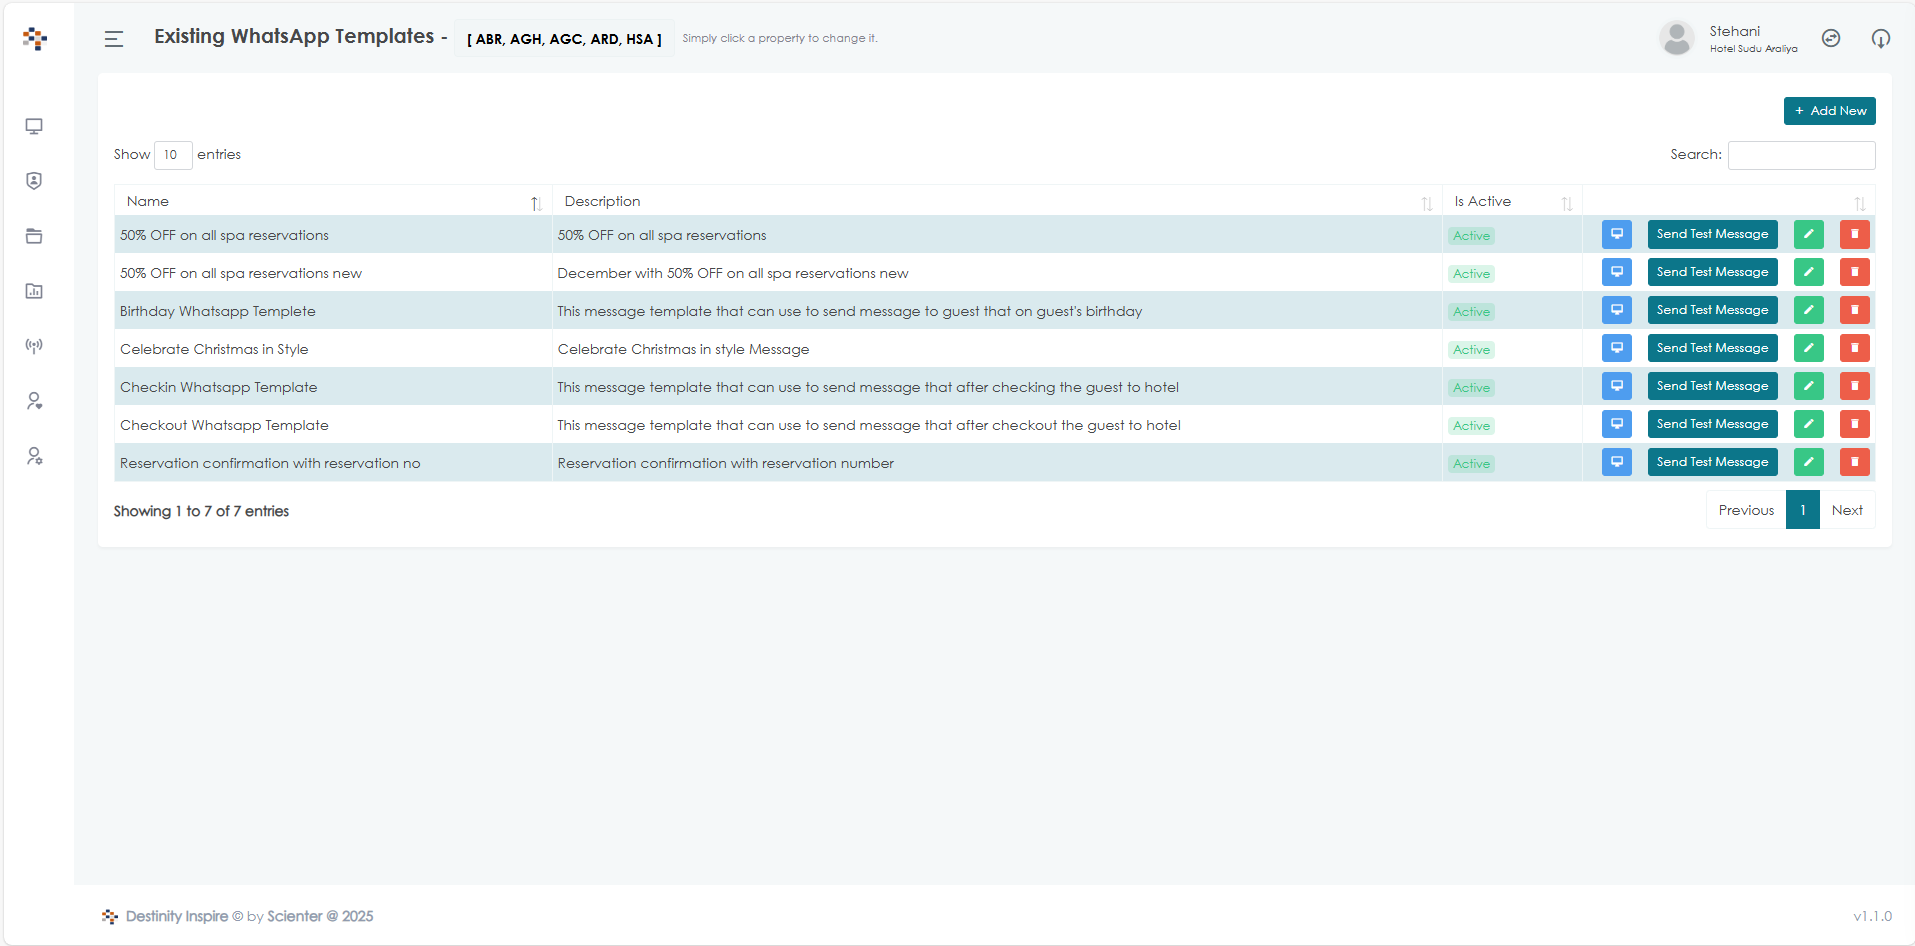 Existing WhatsApp Templates - [ ABR, AGH, AGC, ARD, HSA ] Simply click a property to change it.
Stehani
Hotel Sudu Araliya
+ Add New
Show 10 entries
Search:
Name Description Is Active
50% OFF on all spa reservations 50% OFF on all spa reservations Active Send Test Message
50% OFF on all spa reservations new December with 50% OFF on all spa reservations new Active Send Test Message
Birthday Whatsapp Templete This message template that can use to send message to guest that on guest's birthday Active Send Test Message
Celebrate Christmas in Style Celebrate Christmas in style Message Active Send Test Message
Checkin Whatsapp Template This message template that can use to send message that after checking the guest to hotel Active Send Test Message
Checkout Whatsapp Template This message template that can use to send message that after checkout the guest to hotel Active Send Test Message
Reservation confirmation with reservation no Reservation confirmation with reservation number Active Send Test Message
Showing 1 to 7 of 7 entries
Previous 1 Next
Destinity Inspire © by Scienter @ 2025
v1.1.0